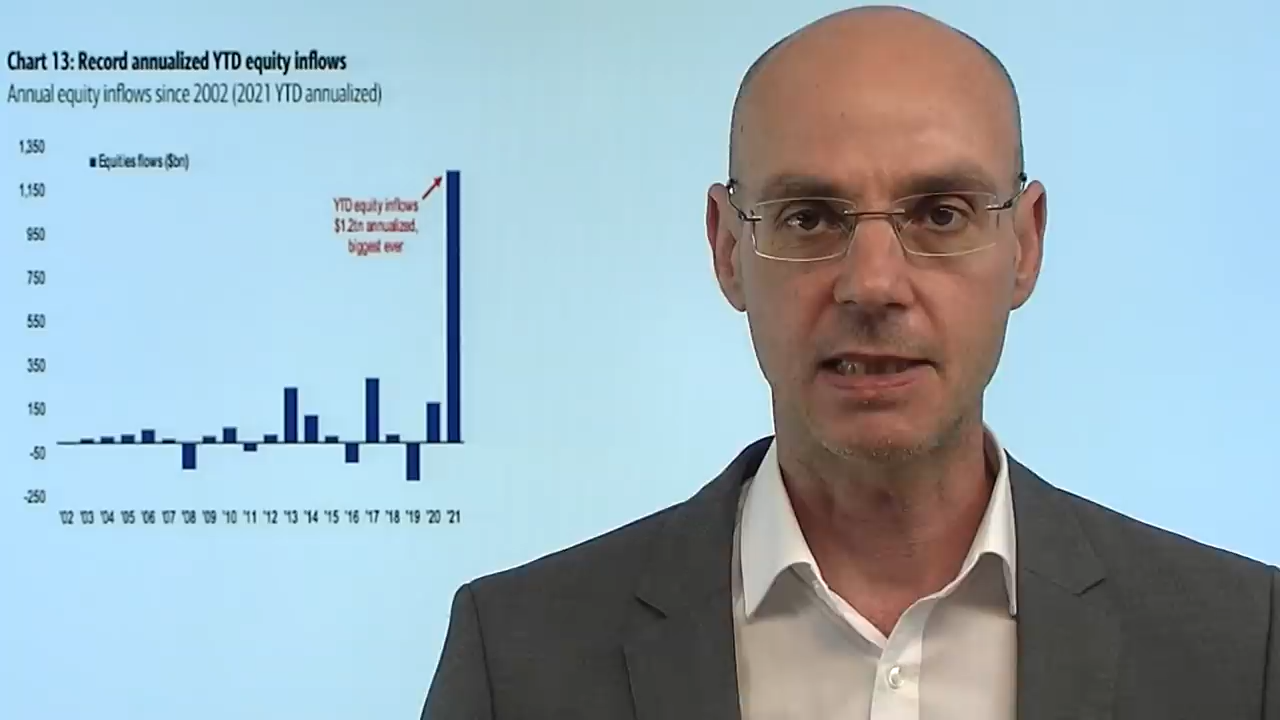 Chart 13: Record annualized YTD equity inflows
Annual equity inflows since 2002 (2021 YTD annualized)
1,350
■ Equities flows ($bn)
1,150
YTD equity inflows
$1.2tn annualized,
biggest ever
950
750
550
350
150
-50
-250
'02 '03 '04 '05 '06 '07 '08 '09 '10 '11 '12 '13 '14 '15 '16 '17 '18 '19 '20 '21